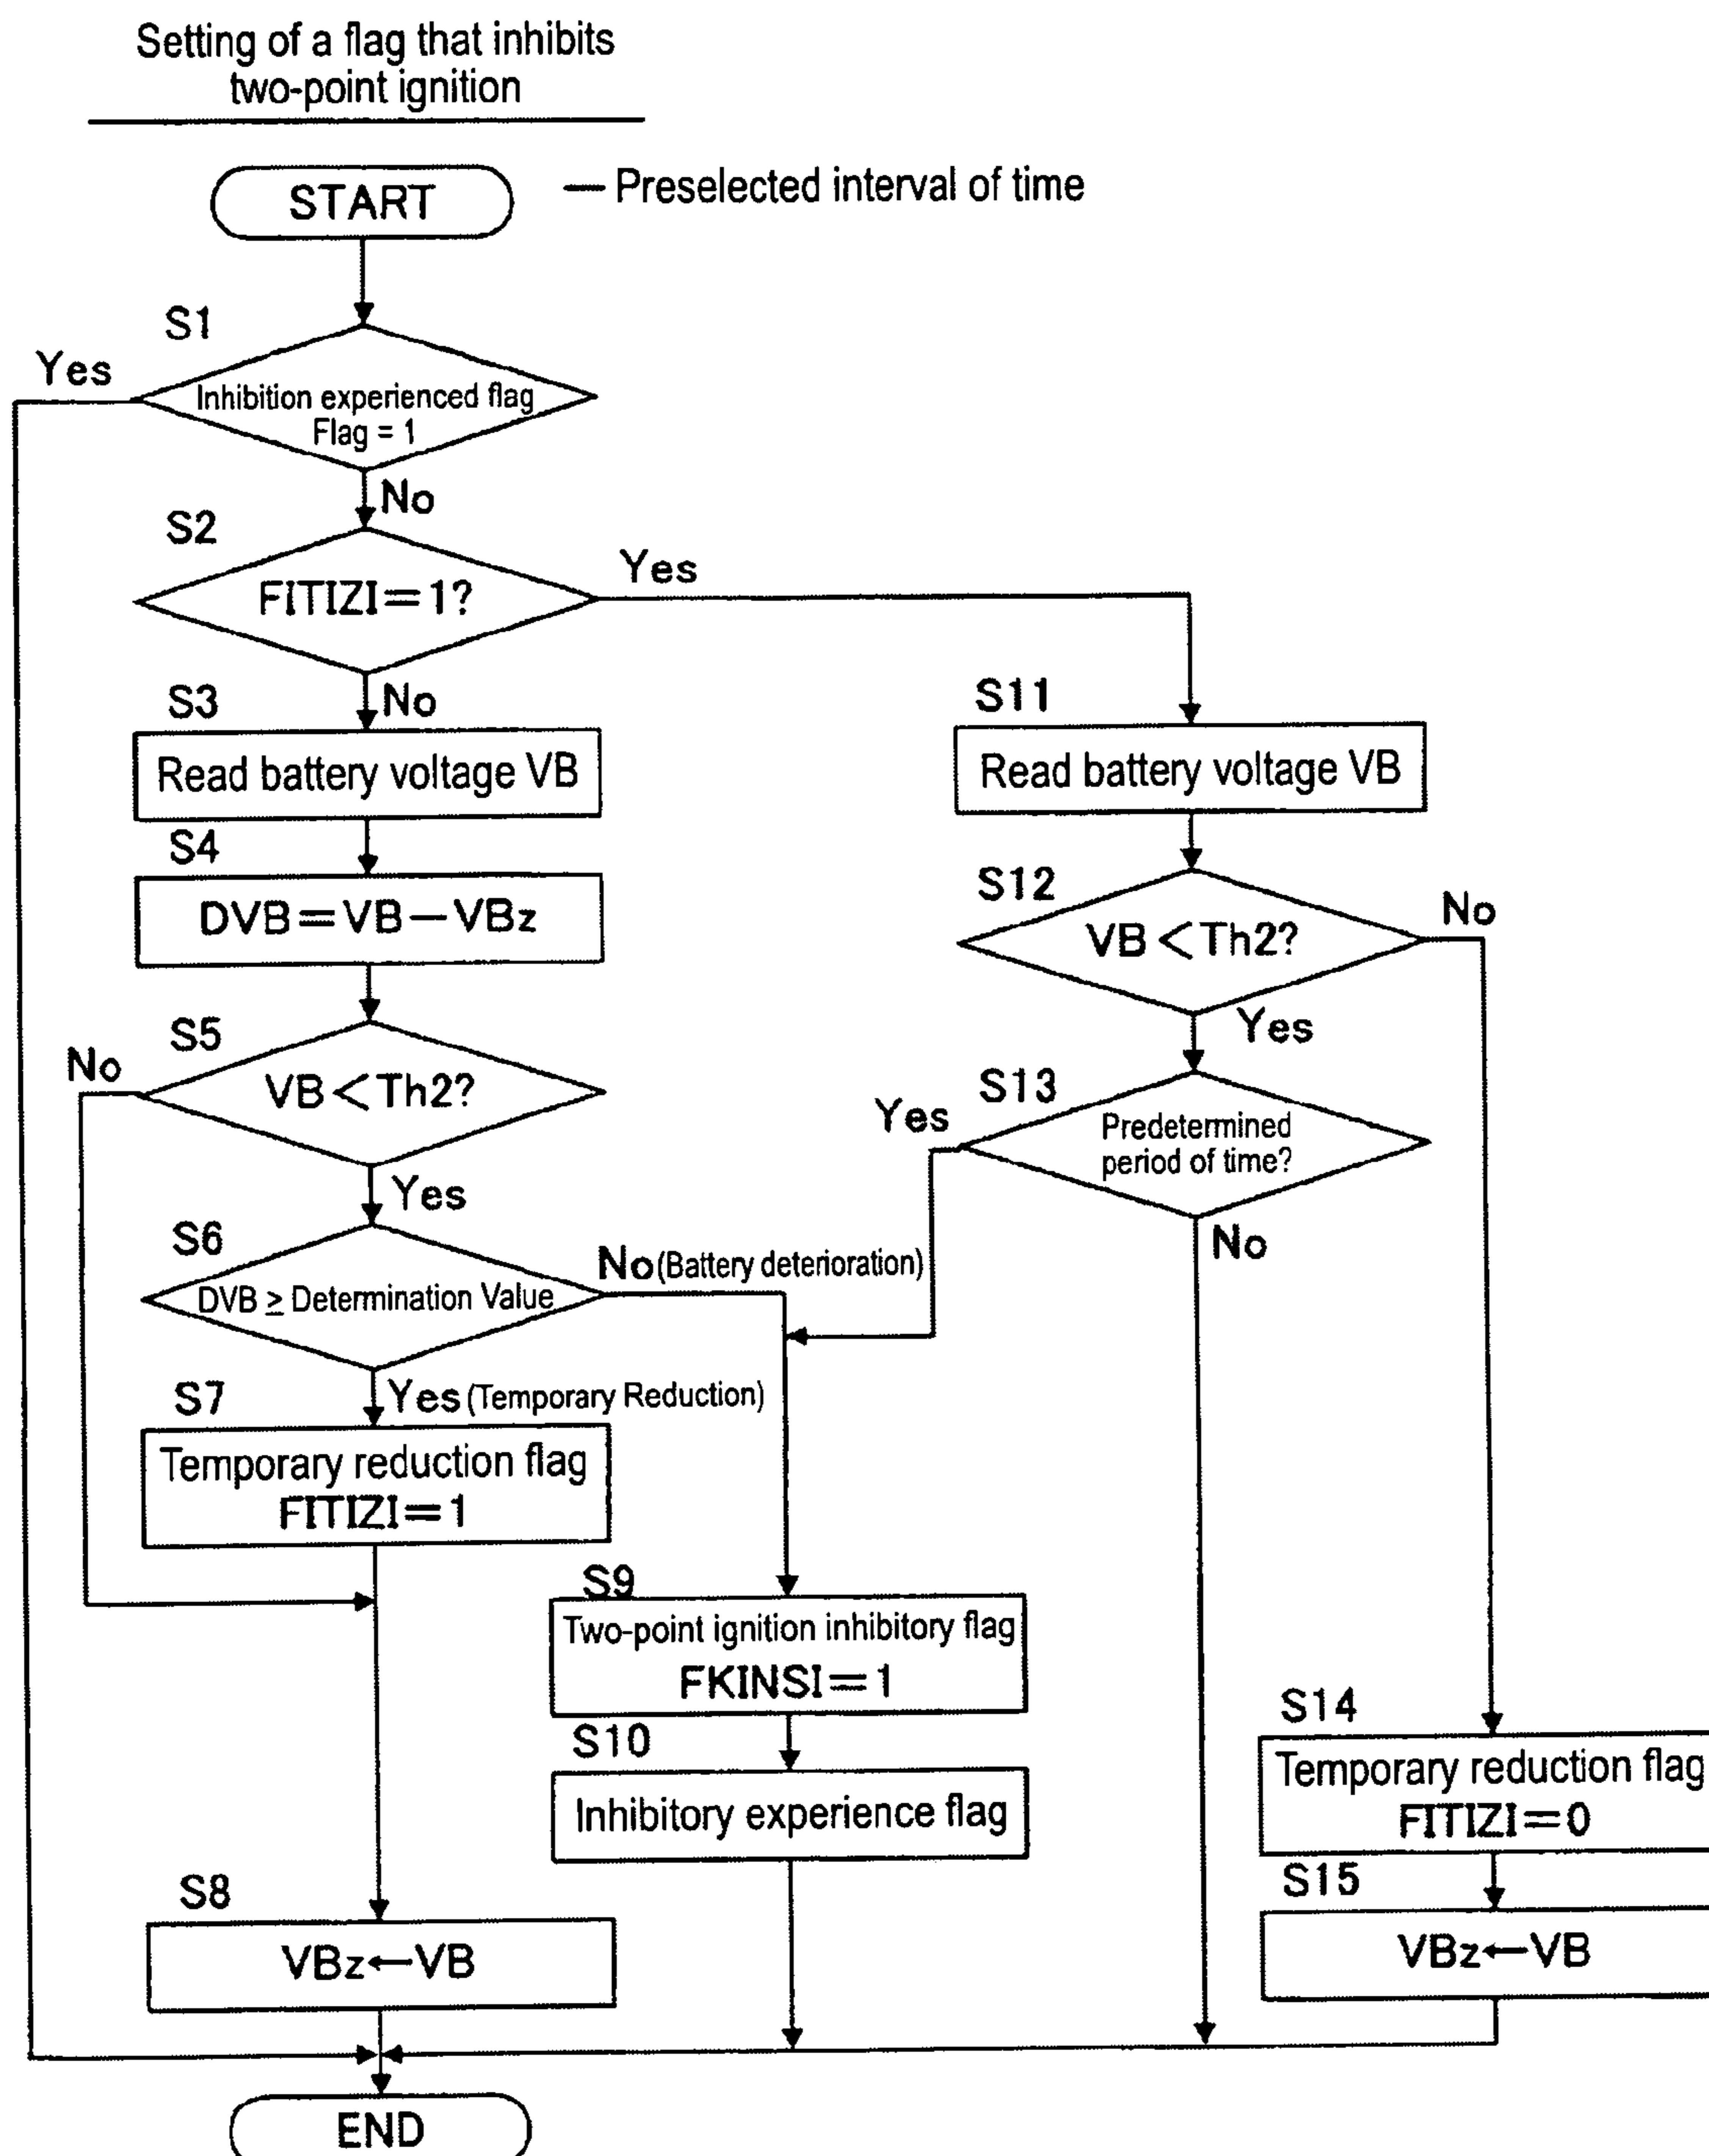 Setting of a flag that inhibits
two-point ignition
START
— Preselected interval of time
S1
Yes
Inhibition experienced flag
Flag = 1
No
S2
FITIZI=1?
Yes
No
S3
Read battery voltage VB
S4
DVB=VB-VBz
S5
No
VB<Th2?
Yes
S6
DVB ≥ Determination Value
No (Battery deterioration)
Yes (Temporary Reduction)
S7
Temporary reduction flag
FITIZI=1
S8
VBz←VB
S9
Two-point ignition inhibitory flag
FKINSI=1
S10
Inhibitory experience flag
S11
Read battery voltage VB
S12
VB<Th2?
No
Yes
S13
Yes
Predetermined
period of time?
No
S14
Temporary reduction flag
FITIZI=0
S15
VBz←VB
END